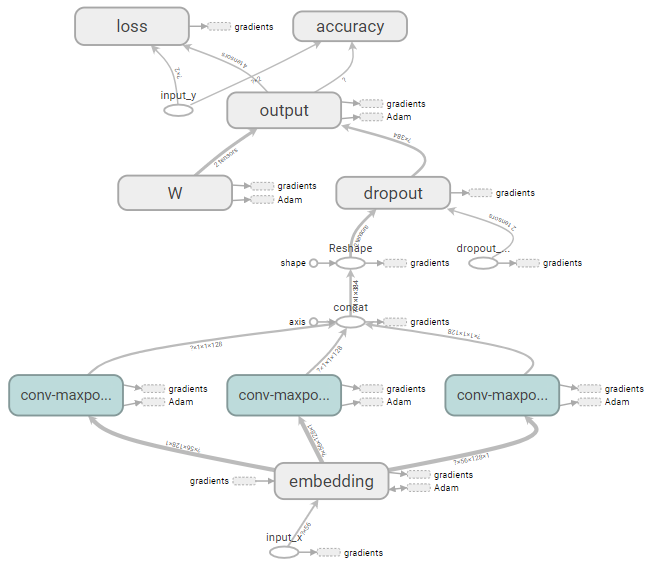 loss
gradients
accuracy
4 tensors
?×2
?×2
?
input_y
output
gradients
Adam
2 tensors
?×384
W
gradients
Adam
dropout
gradients
2 tensors
Reshape
dropout_...
shape
gradients
gradients
concat
axis
gradients
?×1×1×128
?×1×1×128
?×1×1×128
conv-maxpo...
gradients
Adam
conv-maxpo...
gradients
Adam
conv-maxpo...
gradients
Adam
?×56×128×1
?×56×128×1
?×56×128×1
embedding
gradients
gradients
Adam
?×56
input_x
gradients